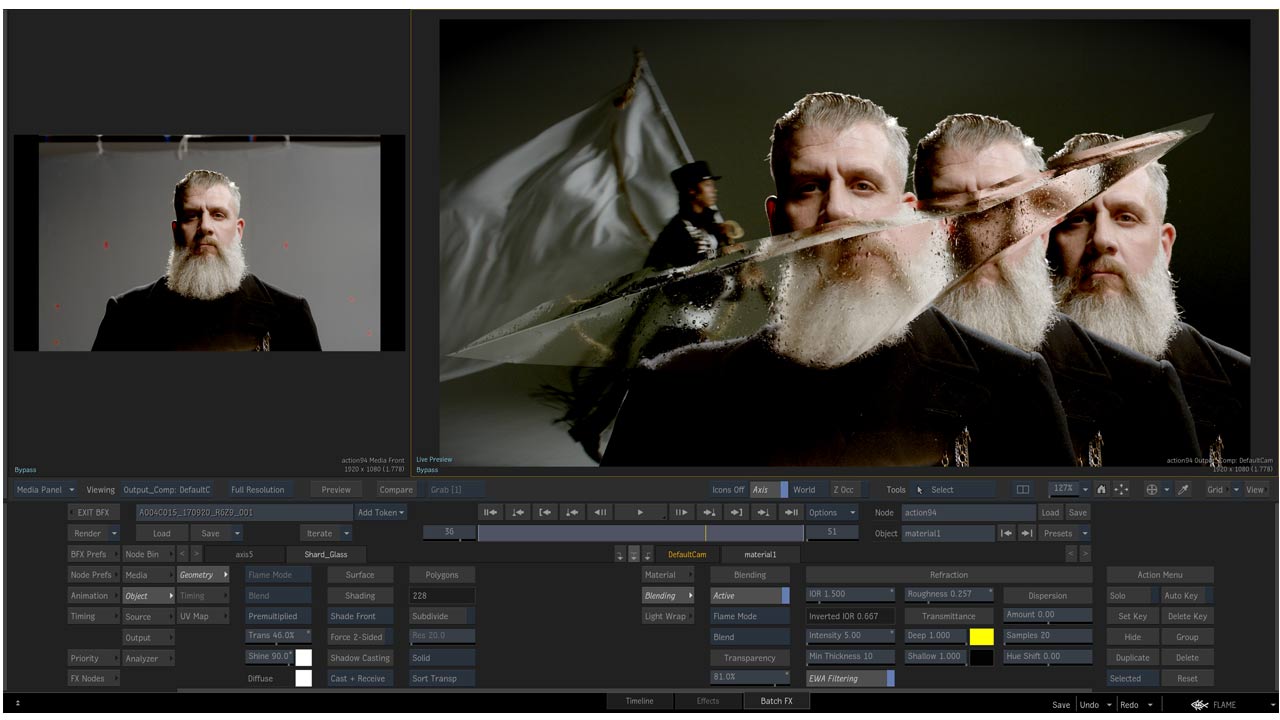 Bypass
action94 Media Front
1920 x 1080 (1.778)
Live Preview
Bypass
action94 Output_Comp: DefaultCam
1920 x 1080 (1.778)
Media Panel Viewing Output_Comp: DefaultC Full Resolution Preview Compare Grab [1] Icons Off Axis World Z Occ Tools Select 127% Grid View
EXIT BFX A004C015_170920_R6Z9_001 Add Token Options Node action94 Load Save
Render Load Save Iterate 36 51 Object material1 Presets
BFX Prefs Node Bin < > axis5 Shard_Glass DefaultCam material1 < >
Node Prefs Media Geometry Flame Mode Surface Polygons Material Blending Refraction Action Menu
Animation Object Timing Blend Shading 228 Blending Active IOR 1.500 Roughness 0.257 Dispersion Solo Auto Key
Timing Source UV Map Premultiplied Shade Front Subdivide Light Wrap Flame Mode Inverted IOR 0.667 Transmittance Amount 0.00 Set Key Delete Key
Output Trans 46.0% Force 2-Sided Res 20.0 Blend Intensity 5.00 Deep 1.000 Samples 20 Hide Group
Priority Analyzer Shine 90.0° Shadow Casting Solid Transparency Min Thickness 10 Shallow 1.000 Hue Shift 0.00 Duplicate Delete
FX Nodes Diffuse Cast + Receive Sort Transp 81.0% EWA Filtering Selected Reset
Timeline Effects Batch FX Save Undo Redo FLAME